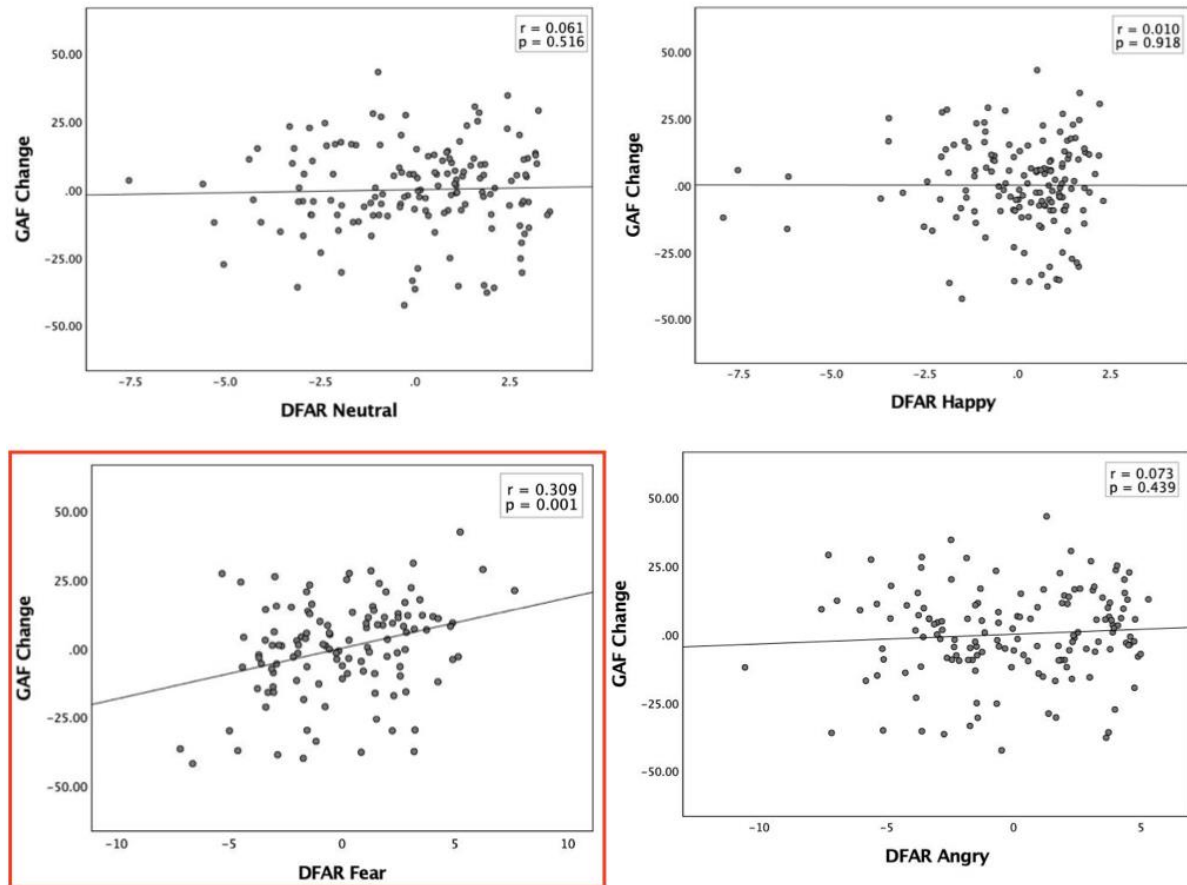 r = 0.061
p = 0.516
50.00
25.00
.00
−25.00
−50.00
GAF Change
−7.5
−5.0
−2.5
.0
2.5
DFAR Neutral
r = 0.010
p = 0.918
50.00
25.00
.00
−25.00
−50.00
GAF Change
−7.5
−5.0
−2.5
.0
2.5
DFAR Happy
r = 0.309
p = 0.001
50.00
25.00
.00
−25.00
−50.00
GAF Change
−10
−5
0
5
10
DFAR Fear
r = 0.073
p = 0.439
50.00
25.00
.00
−25.00
−50.00
GAF Change
−10
−5
0
5
DFAR Angry